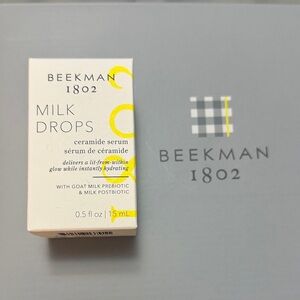 BEEKMAN
1802
MILK
DROPS
ceramide serum
sérum de céramide
delivers a lit-from-within
glow while instantly hydrating
WITH GOAT MILK PREBIOTIC
& MILK POSTBIOTIC
0.5 fl oz | 15 mL
BEEKMAN
1802